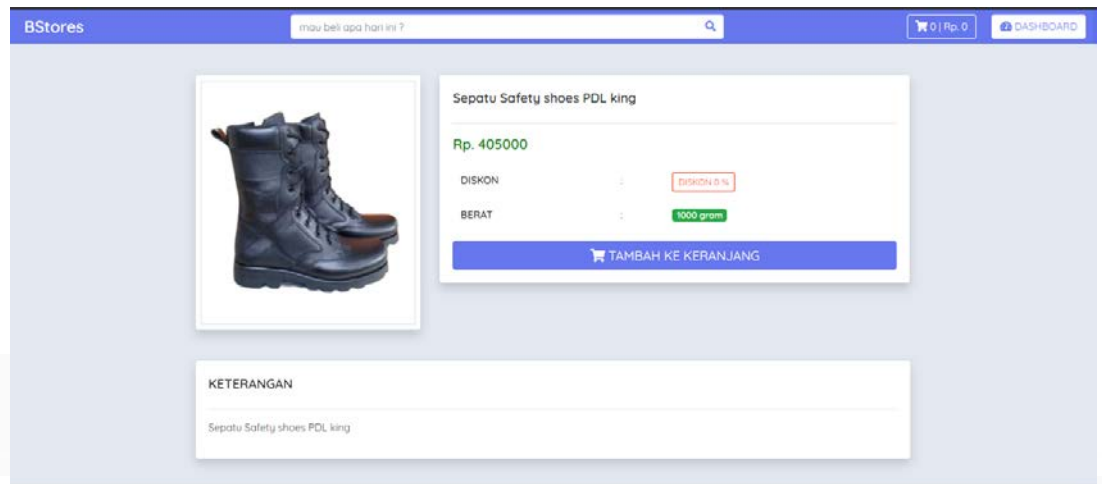 BStores
mau beli apa hari ini ?
0 | Rp. 0
DASHBOARD
Sepatu Safety shoes PDL king
Rp. 405000
DISKON : DISKON 0 %
BERAT : 1000 gram
TAMBAH KE KERANJANG
KETERANGAN
Sepatu Safety shoes PDL king